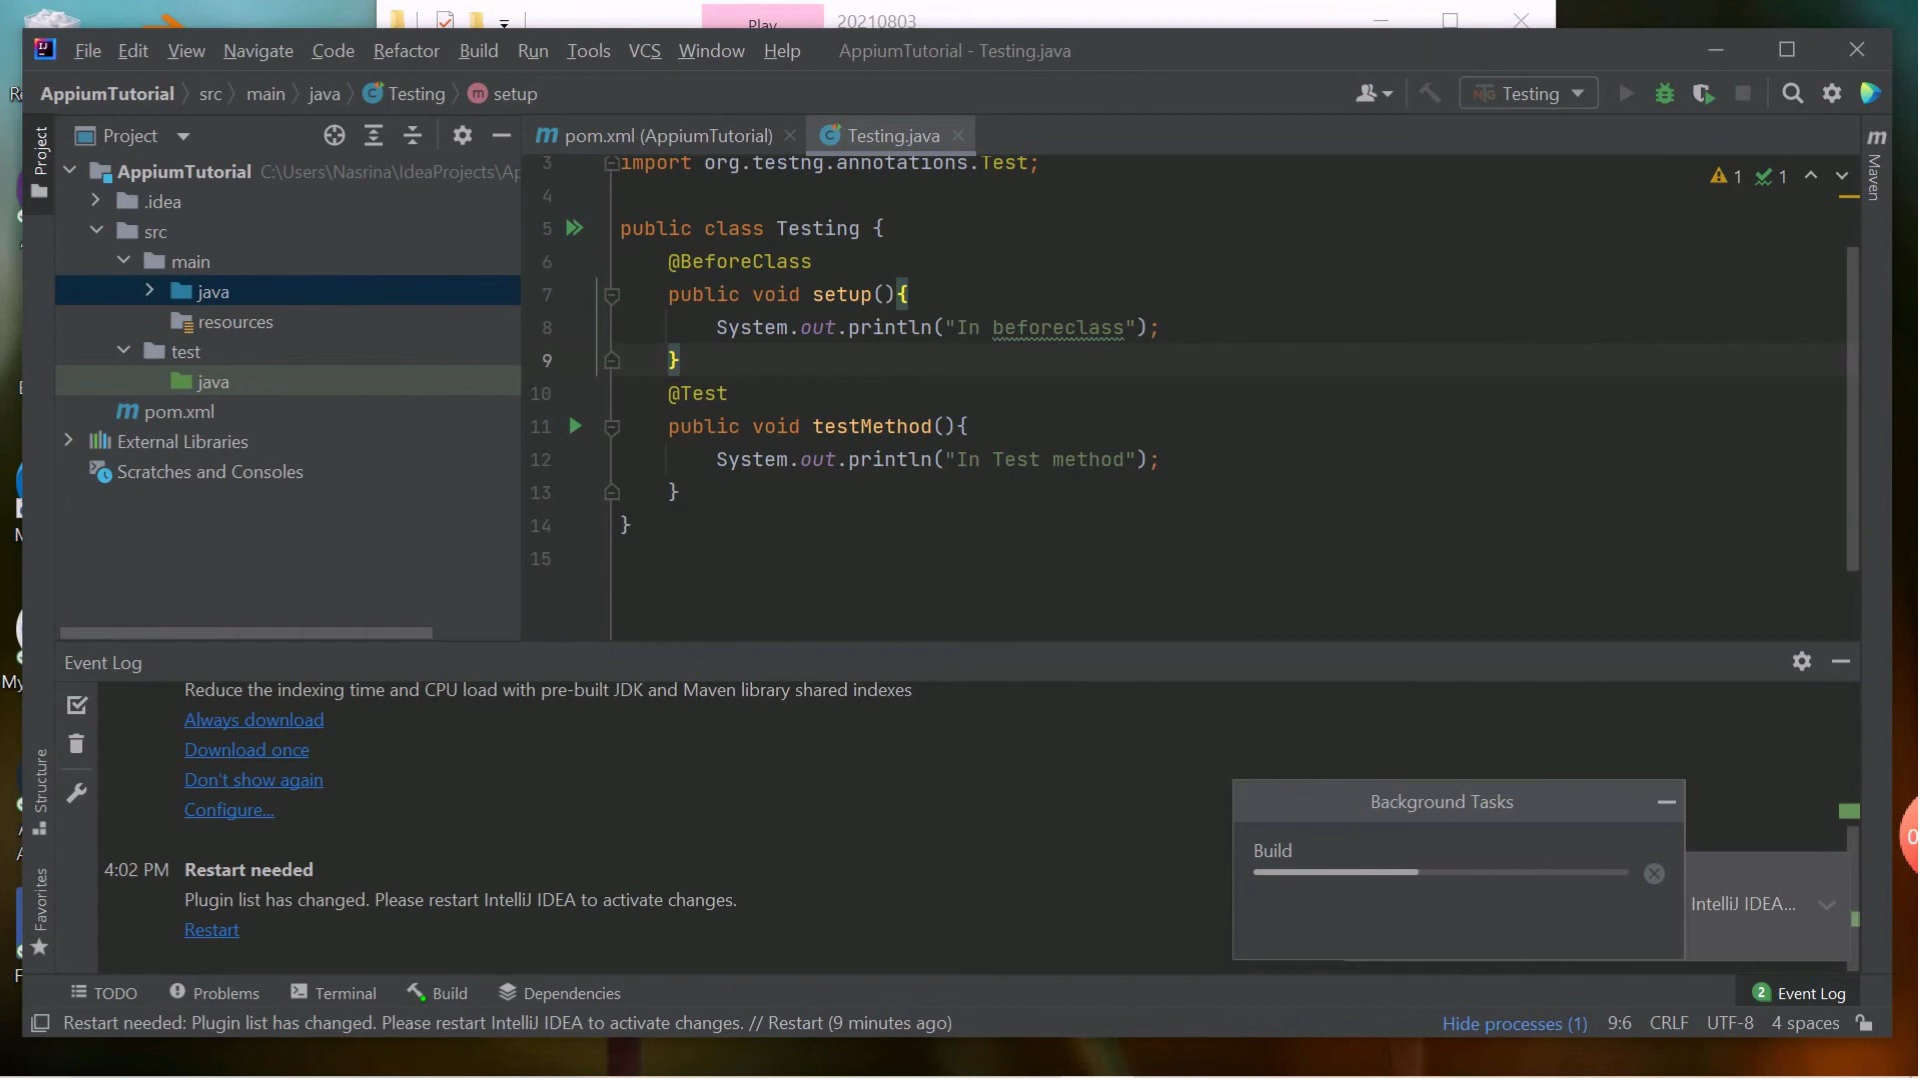 Play
20210803
File Edit View Navigate Code Refactor Build Run Tools VCS Window Help AppiumTutorial - Testing.java
AppiumTutorial src main java Testing m setup
Testing
Project
pom.xml (AppiumTutorial)
Testing.java
AppiumTutorial C:\Users\Nasrina\IdeaProjects\Ap
.idea
src
main
java
resources
test
java
pom.xml
External Libraries
Scratches and Consoles
3 import org.testng.annotations.Test;
4
5 public class Testing {
6 @BeforeClass
7 public void setup(){
8 System.out.println("In beforeclass");
9 }
10 @Test
11 public void testMethod(){
12 System.out.println("In Test method");
13 }
14 }
15
1 1
Project
Maven
Structure
Favorites
Event Log
Reduce the indexing time and CPU load with pre-built JDK and Maven library shared indexes
Always download
Download once
Don't show again
Configure...
4:02 PM Restart needed
Plugin list has changed. Please restart IntelliJ IDEA to activate changes.
Restart
Background Tasks
Build
IntelliJ IDEA...
TODO Problems Terminal Build Dependencies
2 Event Log
Restart needed: Plugin list has changed. Please restart IntelliJ IDEA to activate changes. // Restart (9 minutes ago)
Hide processes (1) 9:6 CRLF UTF-8 4 spaces